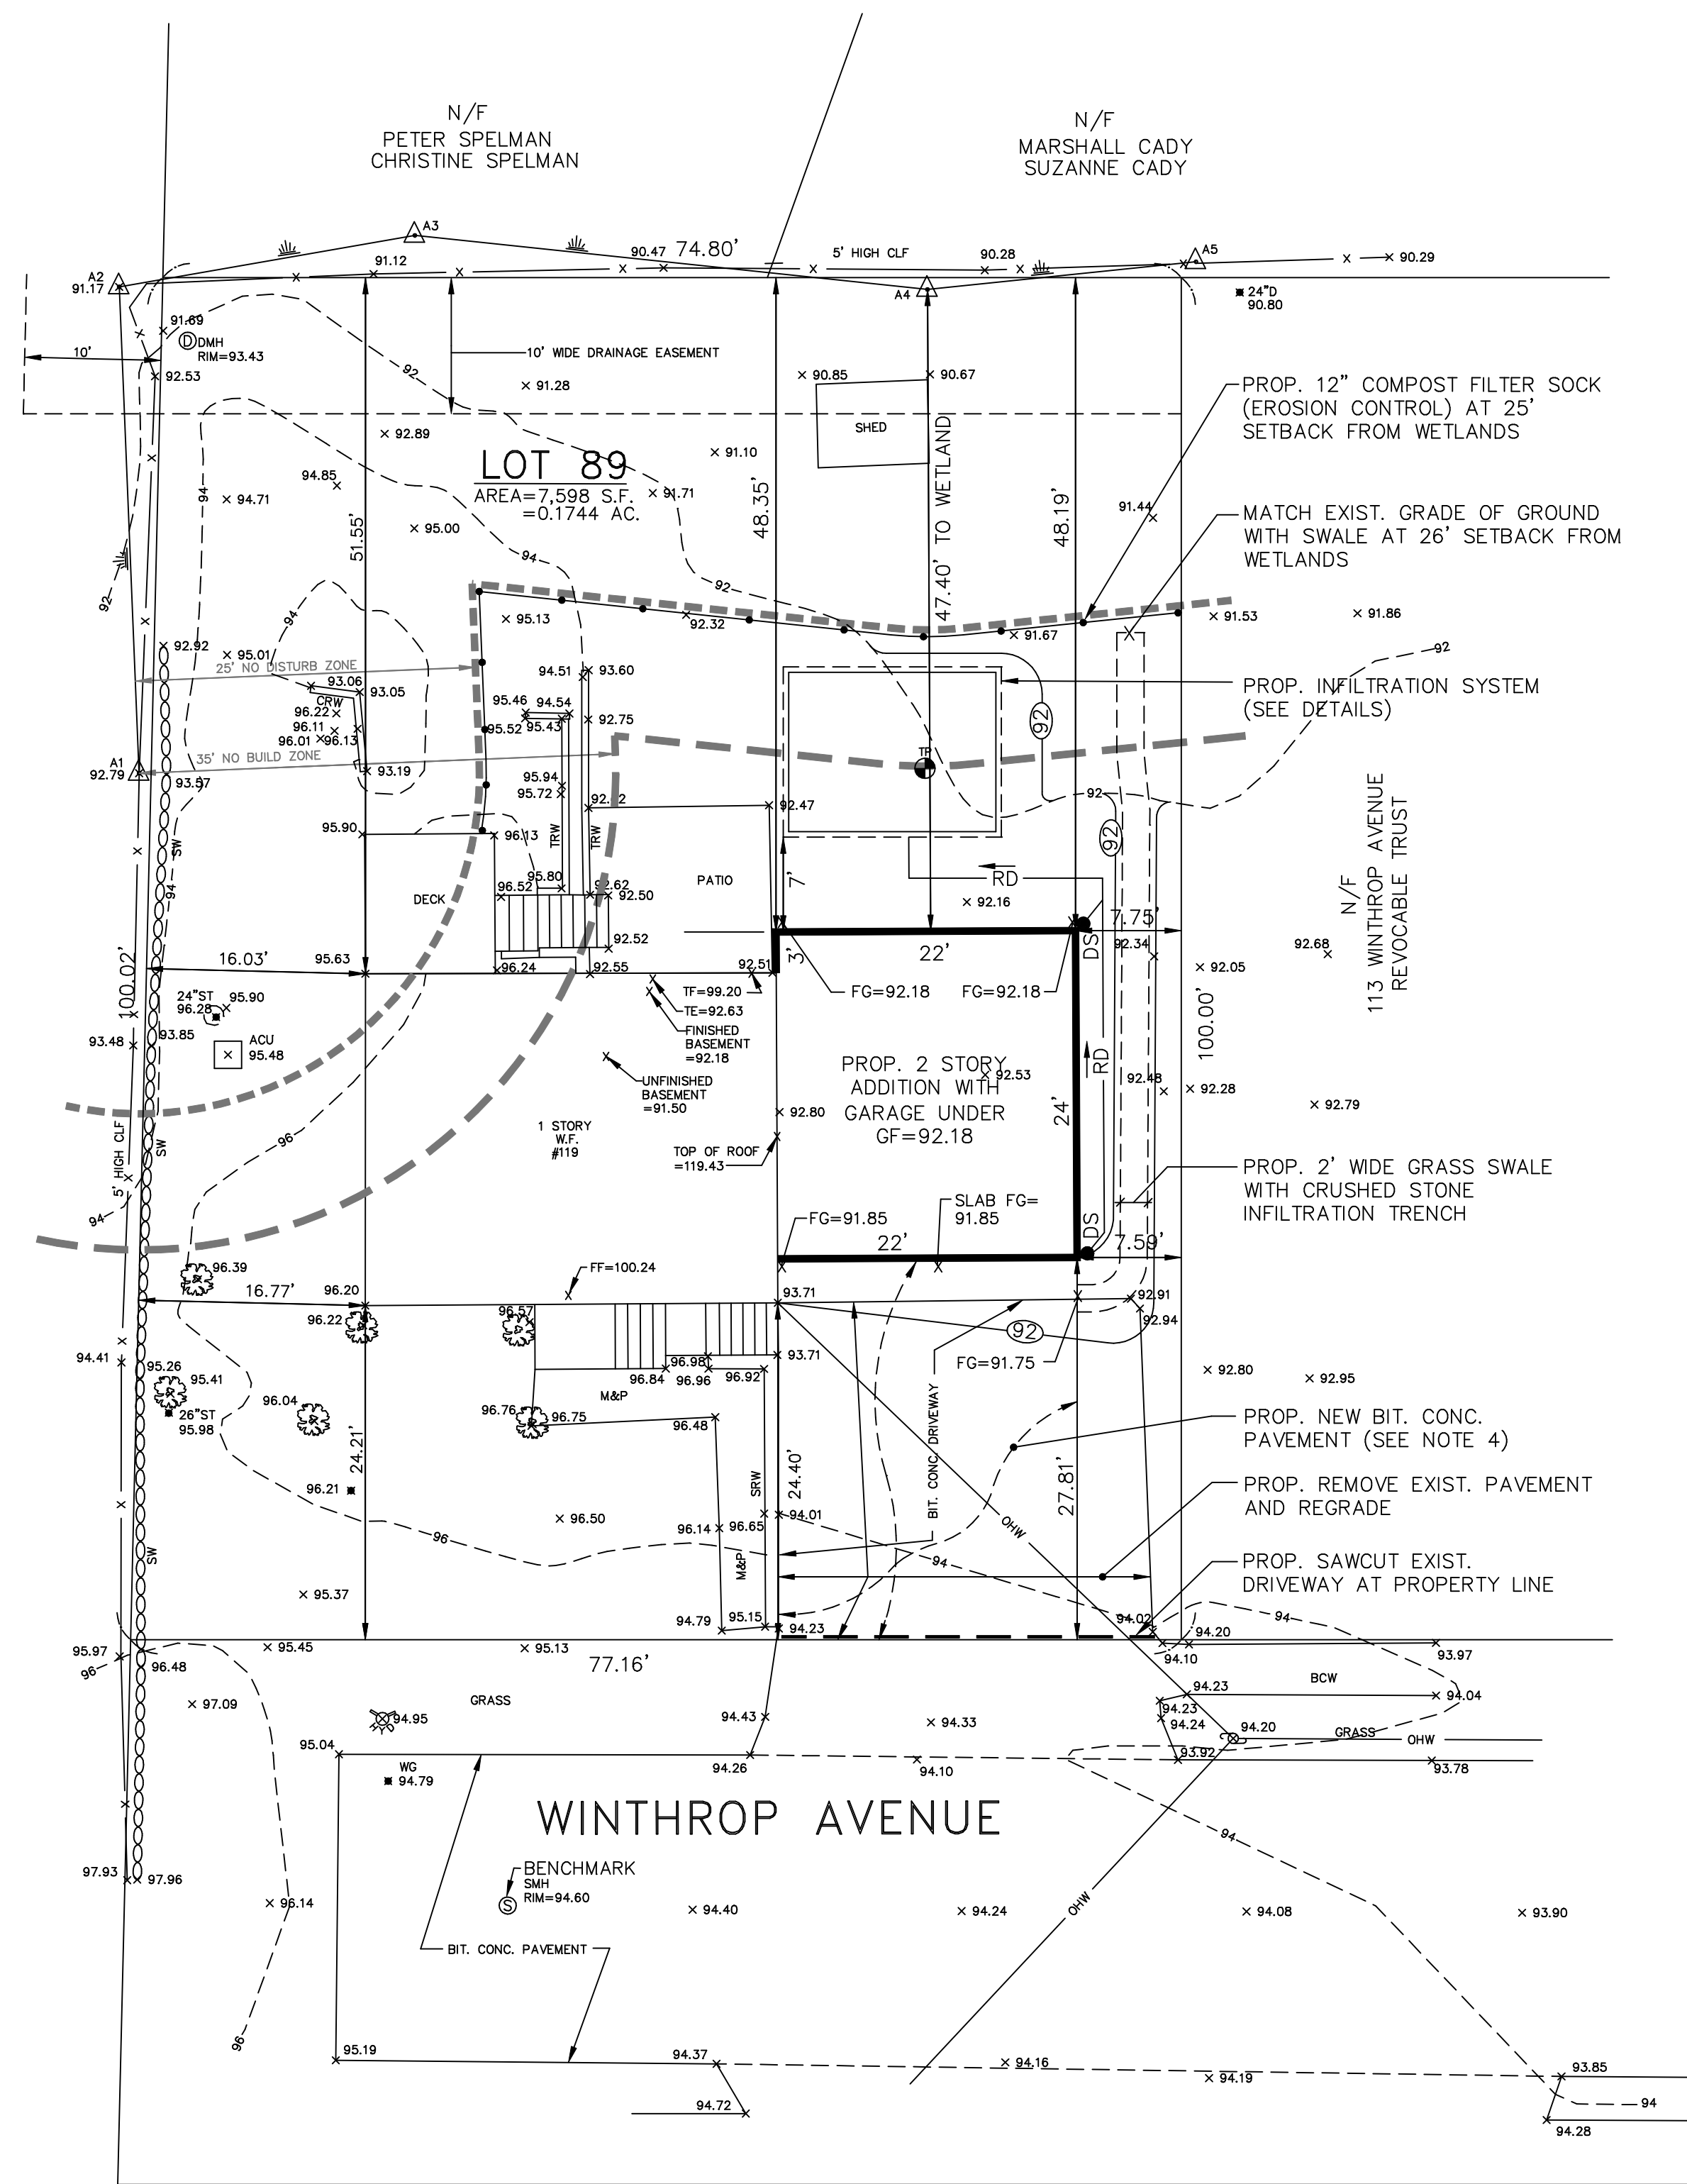 N/F
PETER SPELMAN
CHRISTINE SPELMAN
N/F
MARSHALL CADY
SUZANNE CADY
A3
90.47
74.80'
5' HIGH CLF
90.28
A5
90.29
A2
91.17
91.12
A4
24"D
90.80
91.69
D
DMH
RIM=93.43
10'
92.53
10' WIDE DRAINAGE EASEMENT
92
91.28
90.85
90.67
SHED
PROP. 12" COMPOST FILTER SOCK
(EROSION CONTROL) AT 25'
SETBACK FROM WETLANDS
92.89
91.10
LOT 89
AREA=7,598 S.F.
=0.1744 AC.
94.85
94.71
94
91.71
95.00
51.55'
48.35'
47.40' TO WETLAND
48.19'
91.44
MATCH EXIST. GRADE OF GROUND
WITH SWALE AT 26' SETBACK FROM
WETLANDS
94
92
92
94
95.13
92.32
91.67
91.53
91.86
92
92.92
95.01
25' NO DISTURB ZONE
93.06
93.05
CRW
96.22
96.11
96.01
96.13
94.51
93.60
95.46
94.54
95.52
95.43
92.75
PROP. INFILTRATION SYSTEM
(SEE DETAILS)
92
35' NO BUILD ZONE
A1
92.79
93.57
93.19
95.94
95.72
TP
92.47
92
92
95.90
96.13
TRW
TRW
SW
94
95.80
96.52
92.62
92.50
PATIO
DECK
7'
RD
92.16
7.75'
DS
92.34
92.68
92.05
N/F
113 WINTHROP AVENUE
REVOCABLE TRUST
92.52
100.02'
16.03'
95.63
96.24
92.55
92.51
3'
22'
TF=99.20
TE=92.63
FINISHED
BASEMENT
=92.18
FG=92.18
FG=92.18
24"ST
96.28
95.90
93.48
93.85
ACU
95.48
UNFINISHED
BASEMENT
=91.50
PROP. 2 STORY
ADDITION WITH
GARAGE UNDER
GF=92.18
92.53
92.80
24'
RD
92.48
92.28
92.79
100.00'
96
1 STORY
W.F.
#119
TOP OF ROOF
=119.43
5' HIGH CLF
SW
94
PROP. 2' WIDE GRASS SWALE
WITH CRUSHED STONE
INFILTRATION TRENCH
FG=91.85
SLAB FG=
91.85
22'
DS
7.59'
96.39
16.77'
96.20
FF=100.24
93.71
92.91
92.94
96.22
96.57
92
FG=91.75
93.71
94.41
95.26
95.41
96.98
96.84
96.96
96.92
M&P
92.80
92.95
26"ST
95.98
96.04
96.76
96.75
96.48
24.21'
24.40'
27.81'
BIT. CONC. DRIVEWAY
PROP. NEW BIT. CONC.
PAVEMENT (SEE NOTE 4)
PROP. REMOVE EXIST. PAVEMENT
AND REGRADE
96.21
SRW
96.50
96.14
96.65
94.01
OHW
96
SW
M&P
94
PROP. SAWCUT EXIST.
DRIVEWAY AT PROPERTY LINE
95.37
94.79
95.15
94.23
94.02
94
94.20
94.10
93.97
95.97
96
96.48
95.45
95.13
77.16'
BCW
97.09
GRASS
94.95
HYD
94.43
94.33
94.23
94.23
94.24
94.04
94.20
GRASS
OHW
95.04
94.26
94.10
93.92
93.78
WG
94.79
WINTHROP AVENUE
94
97.93
97.96
BENCHMARK
SMH
RIM=94.60
S
96.14
94.40
94.24
OHW
94.08
93.90
BIT. CONC. PAVEMENT
96
95.19
94.37
94.16
94.19
93.85
94.72
94
94.28